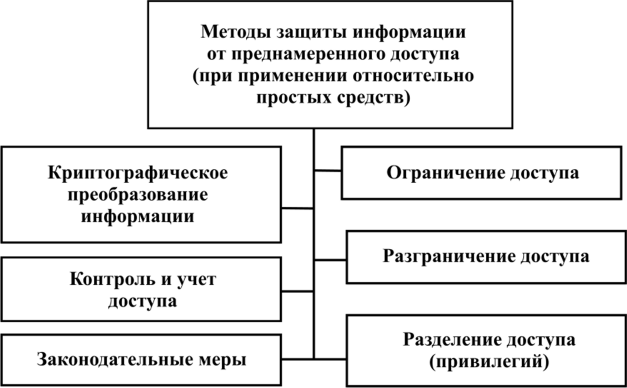 Методы защиты информации
от преднамеренного доступа
(при применении относительно
простых средств)
Криптографическое
преобразование
информации
Ограничение доступа
Контроль и учет
доступа
Разграничение доступа
Законодательные меры
Разделение доступа
(привилегий)